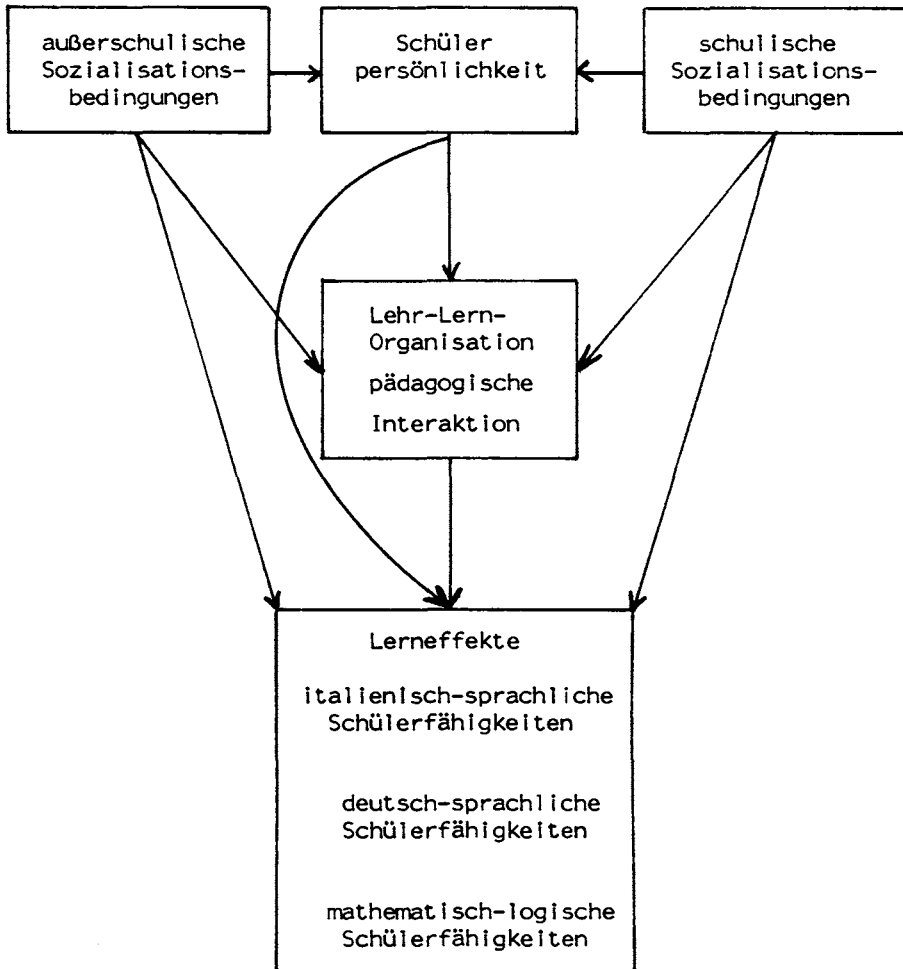 außerschulische
Sozialisations-
bedingungen
Schüler
persönlichkeit
schulische
Sozialisations-
bedingungen
Lehr-Lern-
Organisation
pädagogische
Interaktion
Lerneffekte
italienisch-sprachliche
Schülerfähigkeiten
deutsch-sprachliche
Schülerfähigkeiten
mathematisch-logische
Schülerfähigkeiten